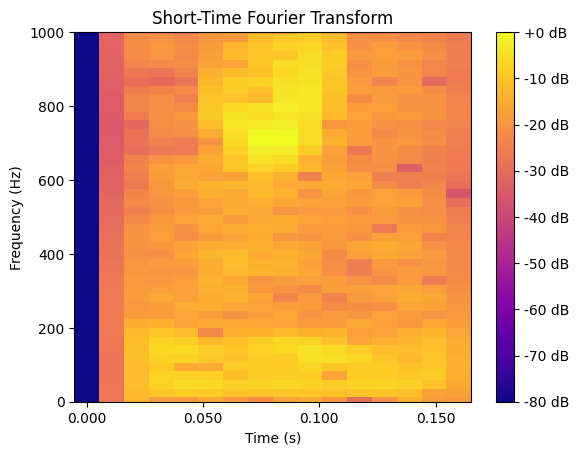 Short-Time Fourier Transform
Frequency (Hz)
1000
800
600
400
200
0
0.000
0.050
0.100
0.150
Time (s)
+0 dB
-10 dB
-20 dB
-30 dB
-40 dB
-50 dB
-60 dB
-70 dB
-80 dB